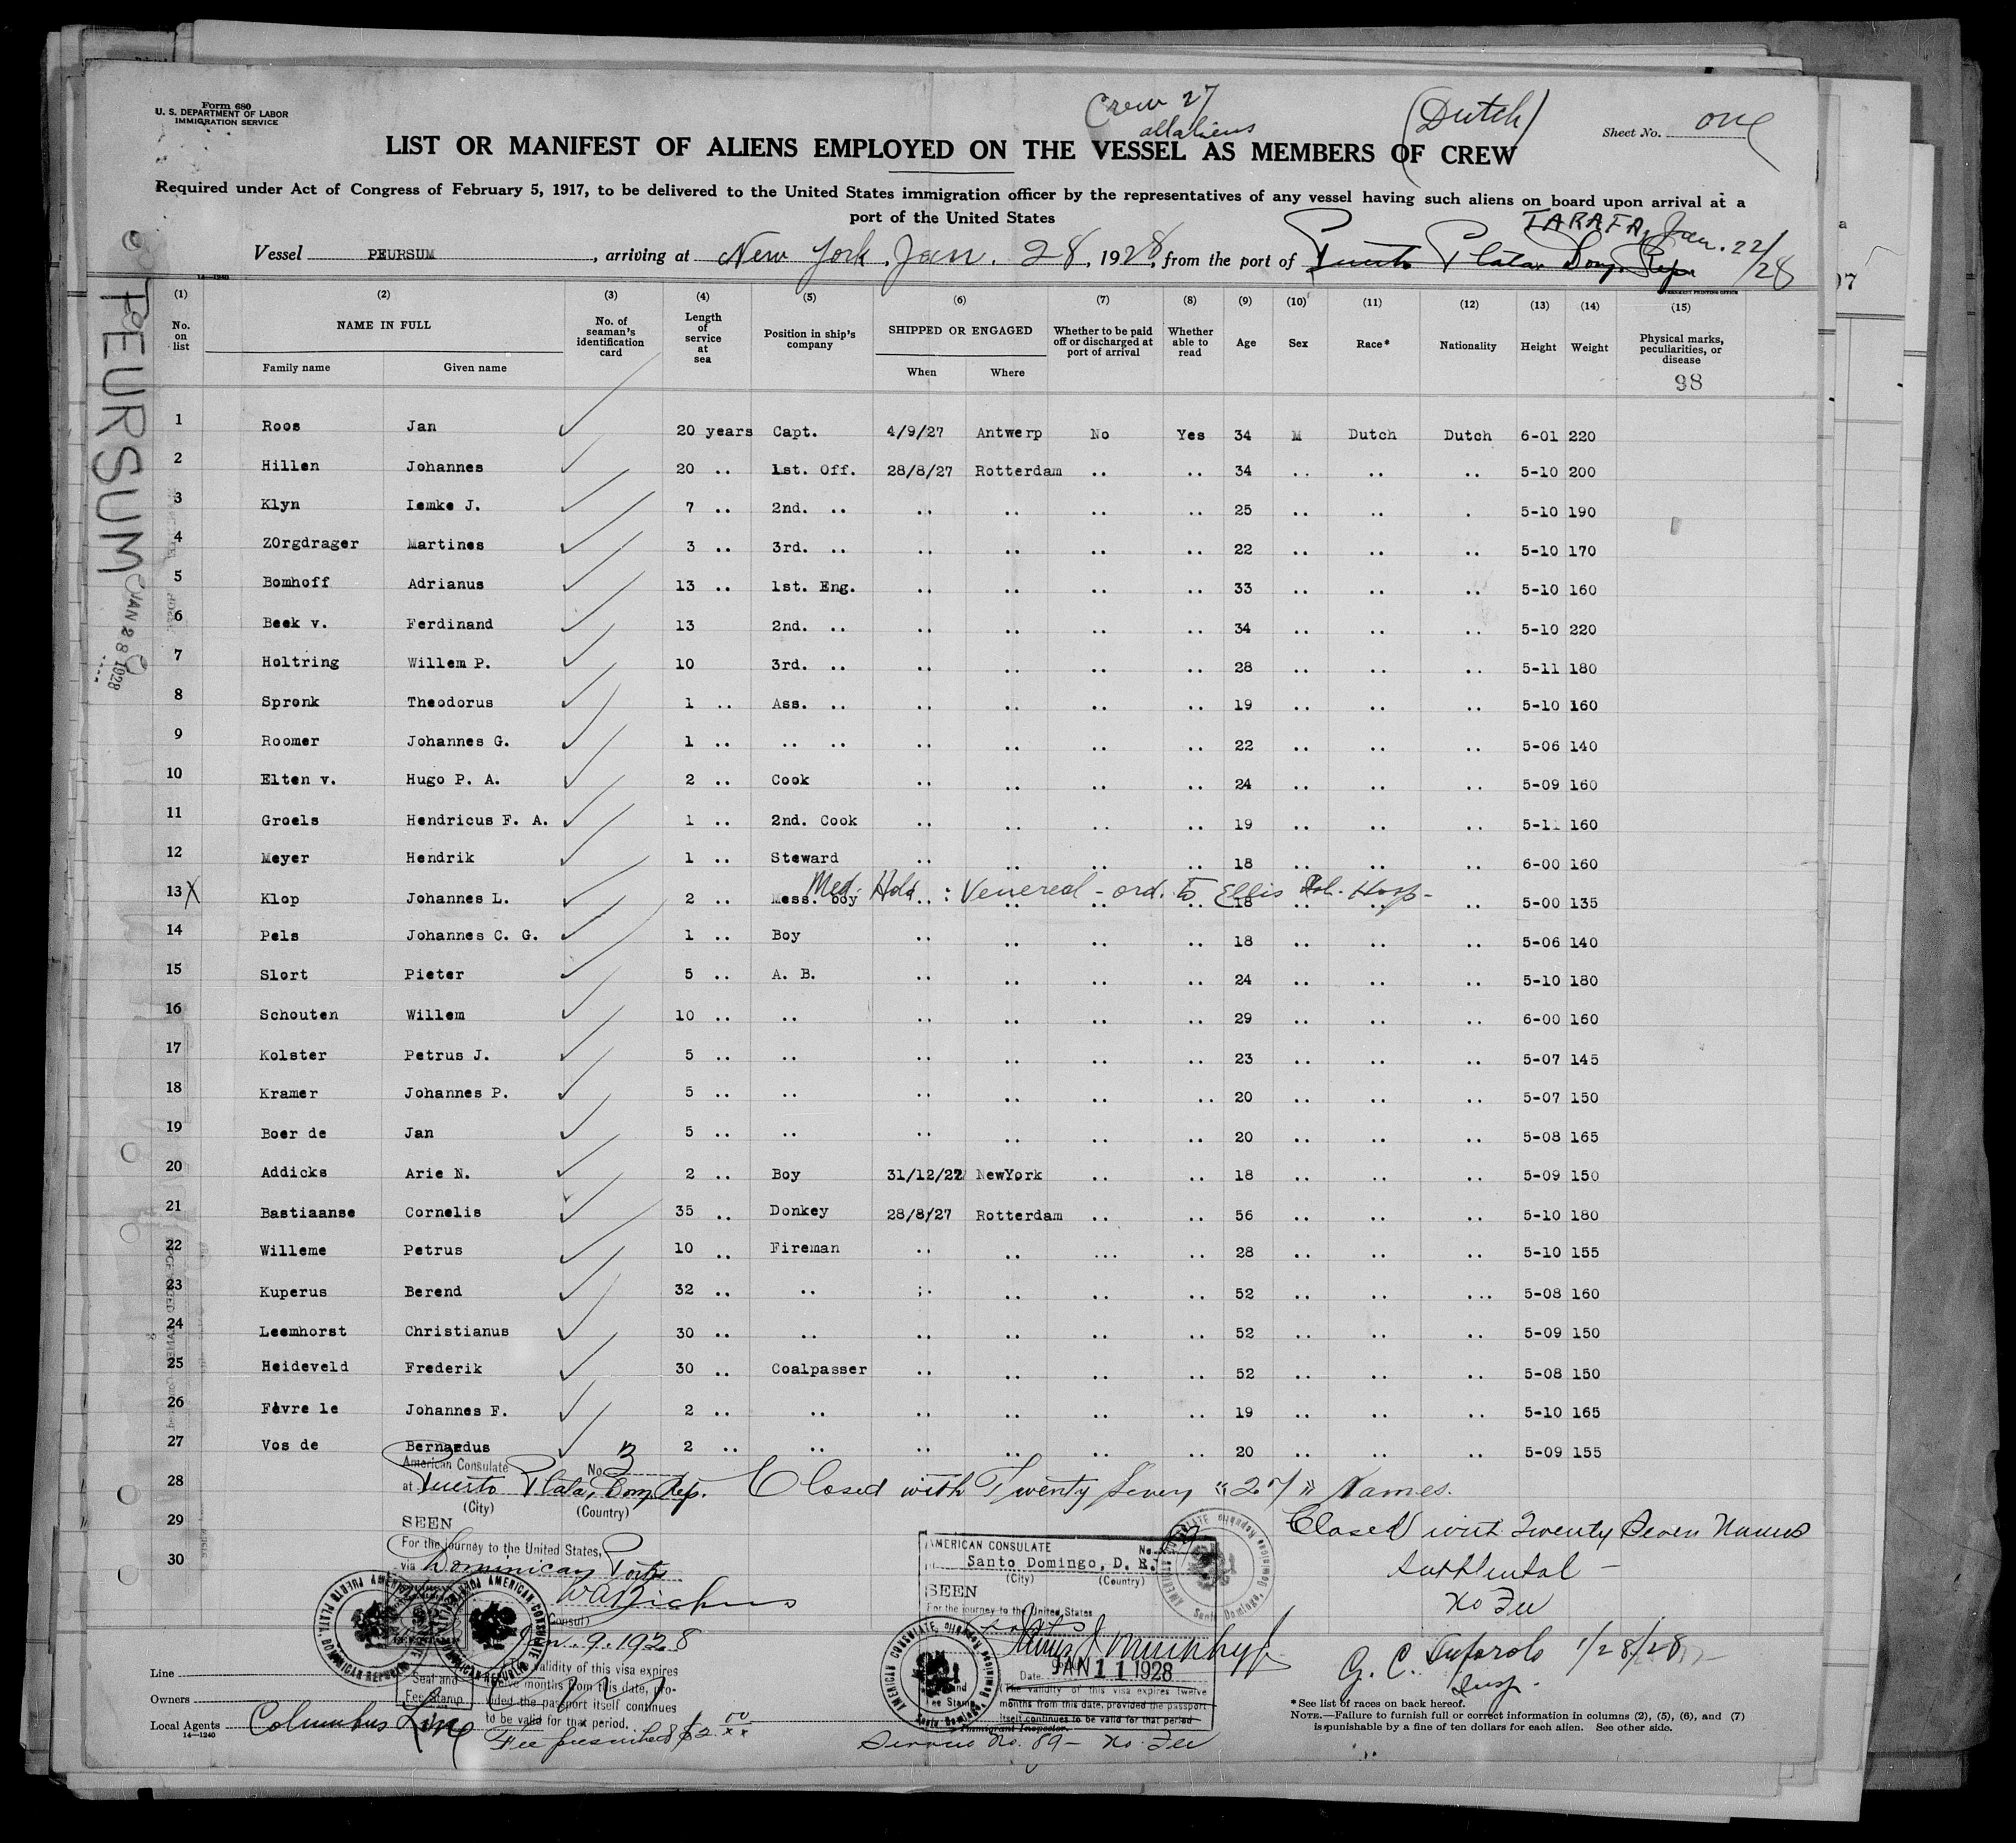 Form 680
U. S. DEPARTMENT OF LABOR
IMMIGRATION SERVICE
Crew 27
all aliens
(Dutch)
Sheet No. one
LIST OR MANIFEST OF ALIENS EMPLOYED ON THE VESSEL AS MEMBERS OF CREW
Required under Act of Congress of February 5, 1917, to be delivered to the United States immigration officer by the representatives of any vessel having such aliens on board upon arrival at a
port of the United States
TARAFA, Jan. 22/28
Vessel PEURSUM, arriving at New York, Jan. 28, 1928, from the port of Puerto Plata Dom. Rep.
14—1240
(1) (2) (3) (4) (5) (6) (7) (8) (9) (10) (11) (12) (13) (14) (15)
No. on list
NAME IN FULL
Family name Given name
No. of seaman's identification card
Length of service at sea
Position in ship's company
SHIPPED OR ENGAGED
When Where
Whether to be paid off or discharged at port of arrival
Whether able to read
Age Sex Race* Nationality Height Weight
Physical marks, peculiarities, or disease
98
1 Roos Jan 20 years Capt. 4/9/27 Antwerp No Yes 34 M Dutch Dutch 6-01 220
2 Hillen Johannes 20 .. 1st. Off. 28/8/27 Rotterdam .. .. 34 .. .. .. 5-10 200
3 Klyn Iemke J. 7 .. 2nd. .. .. .. .. .. 25 .. .. . 5-10 190
4 ZOrgdrager Martines 3 .. 3rd. .. .. .. .. .. 22 .. .. .. 5-10 170
5 Bomhoff Adrianus 13 .. 1st. Eng. .. .. .. .. 33 .. .. .. 5-10 160
6 Beek v. Ferdinand 13 2nd. .. .. .. .. .. 34 .. .. .. 5-10 220
7 Holtring Willem P. 10 3rd. .. .. .. .. .. 28 .. .. .. 5-11 180
8 Spronk Theodorus 1 .. Ass. .. .. .. .. .. 19 .. .. .. 5-10 160
9 Roomer Johannes G. 1 .. .. .. .. .. .. .. 22 .. .. .. 5-06 140
10 Elten v. Hugo P. A. 2 .. Cook .. .. .. .. 24 .. .. .. 5-09 160
11 Groels Hendricus F. A. 1 .. 2nd. Cook .. .. .. .. 19 .. .. .. 5-11 160
12 Meyer Hendrik 1 .. Steward .. .. .. .. 18 .. .. .. 6-00 160
Med. Hold : Venereal - ord. to Ellis Isl. Hosp-
13 X Klop Johannes L. 2 .. Mess. boy .. .. .. .. 18 .. .. .. 5-00 135
14 Pels Johannes C. G. 1 .. Boy .. .. .. .. 18 .. .. .. 5-06 140
15 Slort Pieter 5 .. A. B. .. .. .. .. 24 .. .. .. 5-10 180
16 Schouten Willem 10 .. .. .. .. .. .. 29 .. .. .. 6-00 160
17 Kolster Petrus J. 5 .. .. .. .. .. .. 23 .. .. .. 5-07 145
18 Kramer Johannes P. 5 .. .. .. .. .. .. 20 .. .. .. 5-07 150
19 Boer de Jan 5 .. .. .. .. .. .. 20 .. .. .. 5-08 165
20 Addicks Arie N. 2 .. Boy 31/12/27 NewYork .. .. 18 .. .. .. 5-09 150
21 Bastiaanse Cornelis 35 .. Donkey 28/8/27 Rotterdam .. .. 56 .. .. .. 5-10 180
22 Willeme Petrus 10 .. Fireman .. .. ... .. 28 .. .. .. 5-10 155
23 Kuperus Berend 32 .. .. .. .. .. .. 52 .. .. ... 5-08 160
24 Leemhorst Christianus 30 .. .. .. .. .. .. 52 .. .. .. 5-09 150
25 Heideveld Frederik 30 .. Coalpasser .. .. .. .. 52 .. .. .. 5-08 150
26 Fèvre le Johannes F. 2 .. .. .. .. .. .. 19 .. .. .. 5-10 165
27 Vos de Bernardus 2 .. .. .. .. .. .. 20 .. .. .. 5-09 155
28
29
30
American Consulate No. 3
at Puerto Plata, Dom. Rep. Closed with Twenty Seven "27" Names.
(City) (Country)
SEEN
For the journey to the United States,
via Dominican Ports
(Consul)
Jan. 9. 1928
The validity of this visa expires
twelve months from this date, pro-
vided the passport itself continues
to be valid for that period.
Seal and
Fee Stamp
Fee prescribed $2.00
AMERICAN CONSULATE No.
Santo Domingo, D. R.
(City) (Country)
SEEN
For the journey to the United States
James J. Murphy Jr.
Date JAN 11 1928
(The validity of this visa expires twelve
months from this date, provided the passport
itself continues to be valid for that period
Immigrant Inspector.
Service No. 89 - No Fee
Closed with Twenty Seven Names
Supplental -
No Fee
1/28/28
Insp.
Line
Owners
Local Agents Columbus Line
14—1240
* See list of races on back hereof.
NOTE.—Failure to furnish full or correct information in columns (2), (5), (6), and (7)
is punishable by a fine of ten dollars for each alien. See other side.
PEURSUM
JAN 28 1928